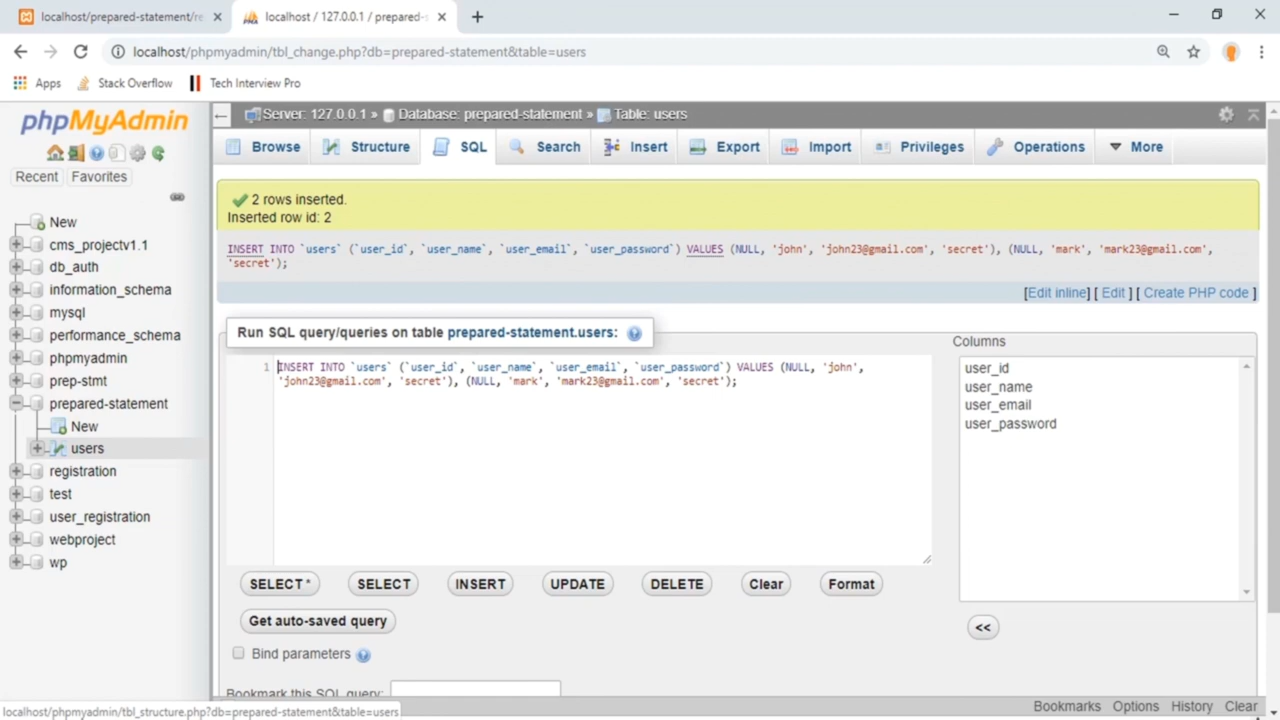 localhost/prepared-statement/re
localhost / 127.0.0.1 / prepared-s
localhost/phpmyadmin/tbl_change.php?db=prepared-statement&table=users
Apps
Stack Overflow
Tech Interview Pro
phpMyAdmin
Recent
Favorites
New
cms_projectv1.1
db_auth
information_schema
mysql
performance_schema
phpmyadmin
prep-stmt
prepared-statement
New
users
registration
test
user_registration
webproject
wp
Server: 127.0.0.1 » Database: prepared-statement » Table: users
Browse
Structure
SQL
Search
Insert
Export
Import
Privileges
Operations
More
2 rows inserted.
Inserted row id: 2
INSERT INTO `users` (`user_id`, `user_name`, `user_email`, `user_password`) VALUES (NULL, 'john', 'john23@gmail.com', 'secret'), (NULL, 'mark', 'mark23@gmail.com',
'secret');
[Edit inline] [ Edit ] [ Create PHP code ]
Run SQL query/queries on table prepared-statement.users:
1
INSERT INTO `users` (`user_id`, `user_name`, `user_email`, `user_password`) VALUES (NULL, 'john',
'john23@gmail.com', 'secret'), (NULL, 'mark', 'mark23@gmail.com', 'secret');
Columns
user_id
user_name
user_email
user_password
SELECT *
SELECT
INSERT
UPDATE
DELETE
Clear
Format
<<
Get auto-saved query
Bind parameters
Bookmark this SQL query:
localhost/phpmyadmin/tbl_structure.php?db=prepared-statement&table=users
Bookmarks
Options
History
Clear